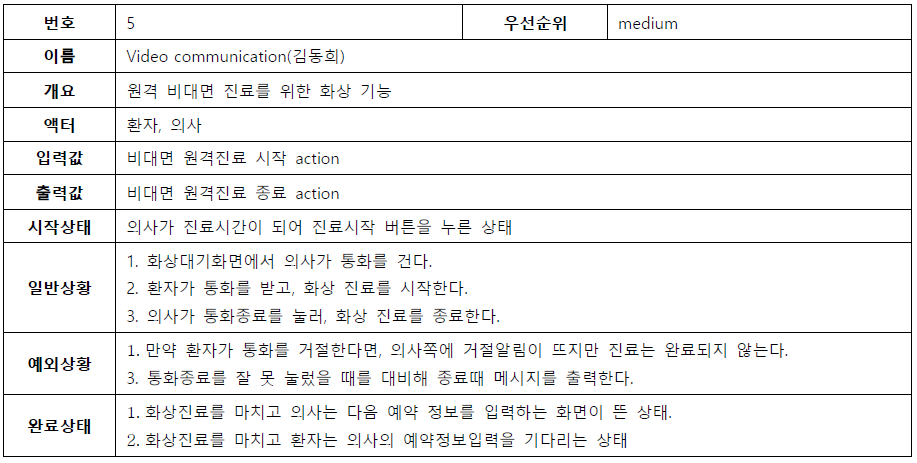 번호 5 우선순위 medium
이름 Video communication(김동희)
개요 원격 비대면 진료를 위한 화상 기능
액터 환자, 의사
입력값 비대면 원격진료 시작 action
출력값 비대면 원격진료 종료 action
시작상태 의사가 진료시간이 되어 진료시작 버튼을 누른 상태
일반상황 1. 화상대기화면에서 의사가 통화를 건다.
2. 환자가 통화를 받고, 화상 진료를 시작한다.
3. 의사가 통화종료를 눌러, 화상 진료를 종료한다.
예외상황 1. 만약 환자가 통화를 거절한다면, 의사쪽에 거절알림이 뜨지만 진료는 완료되지 않는다.
3. 통화종료를 잘 못 눌렀을 때를 대비해 종료때 메시지를 출력한다.
완료상태 1. 화상진료를 마치고 의사는 다음 예약 정보를 입력하는 화면이 뜬 상태.
2. 화상진료를 마치고 환자는 의사의 예약정보입력을 기다리는 상태